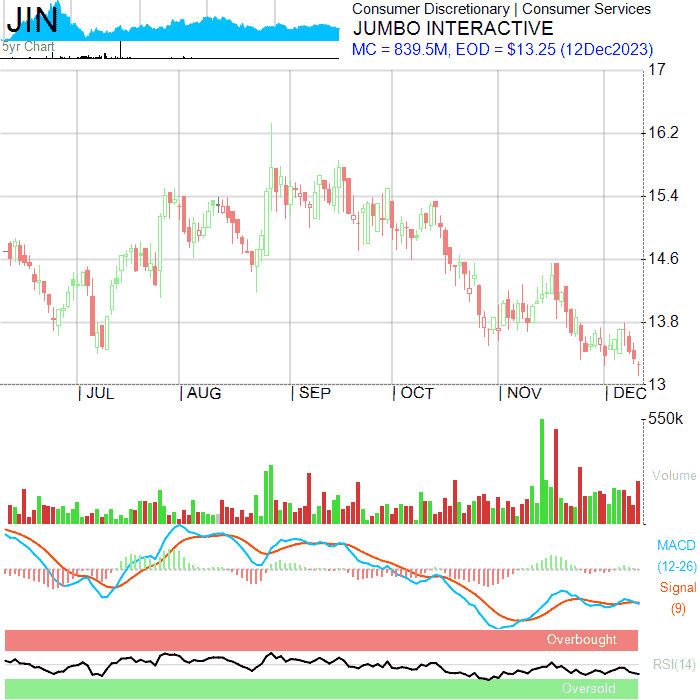 JIN
5yr Chart
Consumer Discretionary | Consumer Services
JUMBO INTERACTIVE
MC = 839.5M, EOD = $13.25 (12Dec2023)
17
16.2
15.4
14.6
13.8
13
| JUL | AUG | SEP | OCT | NOV | DEC
550k
Volume
MACD
(12-26)
Signal
(9)
Overbought
RSI(14)
Oversold